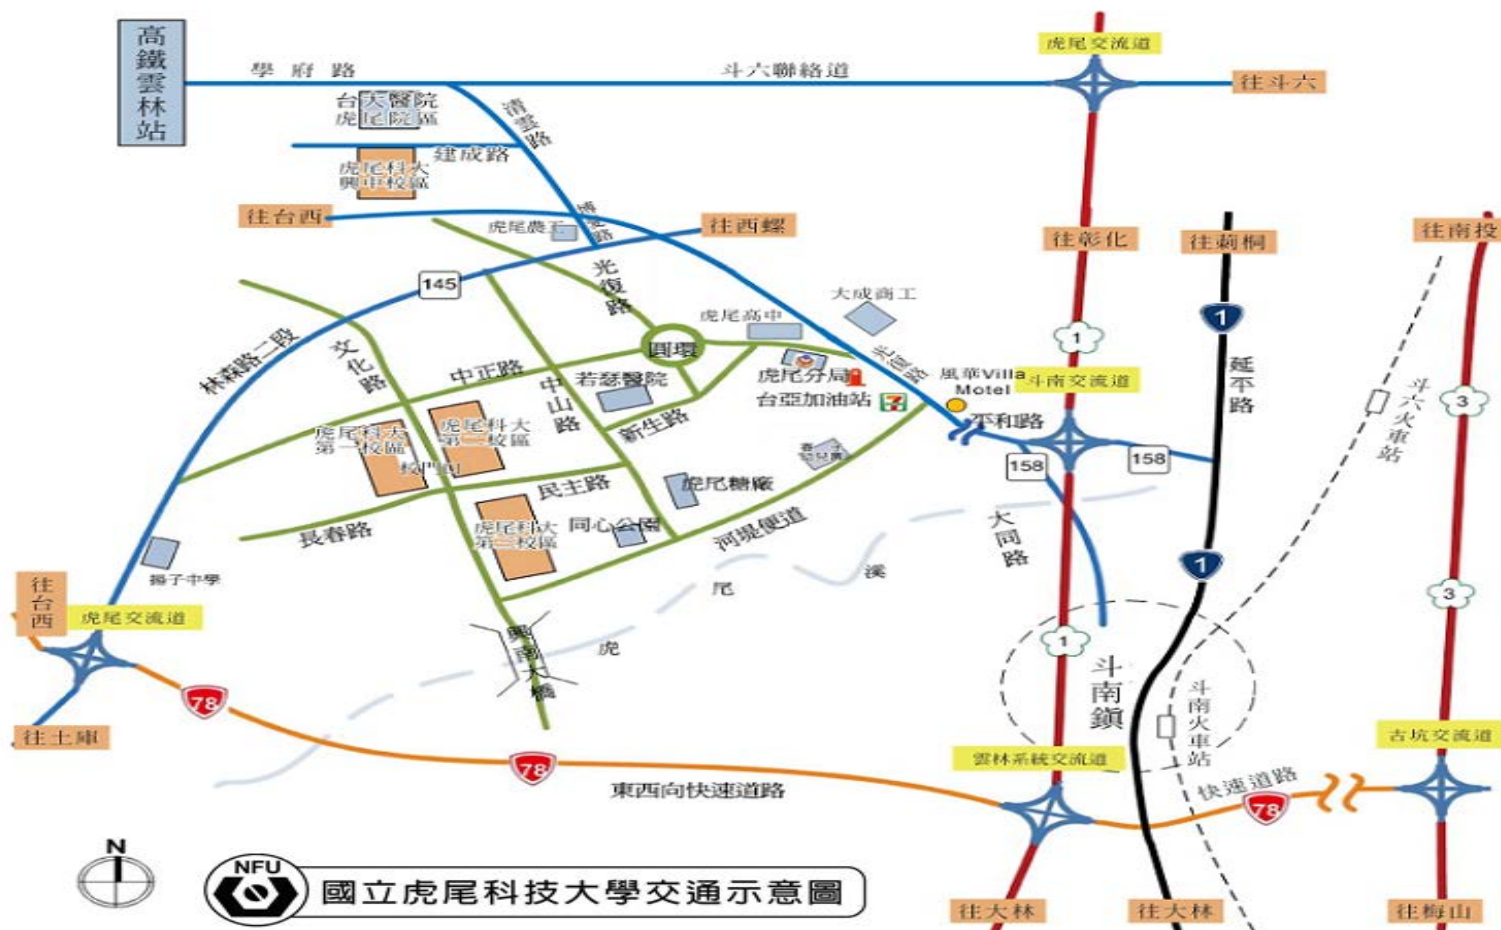 高鐵雲林站
學府路
斗六聯絡道
虎尾交流道
往斗六
台大醫院
虎尾院區
清雲路
建成路
虎尾科大
興中校區
往台西
虎尾農工
博愛路
往西螺
往彰化
往莿桐
往南投
145
光復路
大成商工
虎尾高中
圓環
1
1
林森路二段
文化路
中正路
中山路
若瑟醫院
虎尾分局
光復路
風華Villa
Motel
斗南交流道
延平路
斗六火車站
3
台亞加油站
7
平和路
新生路
虎尾科大
第一校區
校門口
虎尾科大
第二校區
158
158
民主路
虎尾糖廠
長春路
虎尾科大
第三校區
同心公園
河堤便道
大同路
揚子中學
尾
溪
虎
1
3
往台西
虎尾交流道
興南大橋
1
斗南鎮
斗南火車站
78
往土庫
78
東西向快速道路
雲林系統交流道
快速道路
78
古坑交流道
N
NFU
國立虎尾科技大學交通示意圖
往大林
往大林
往梅山